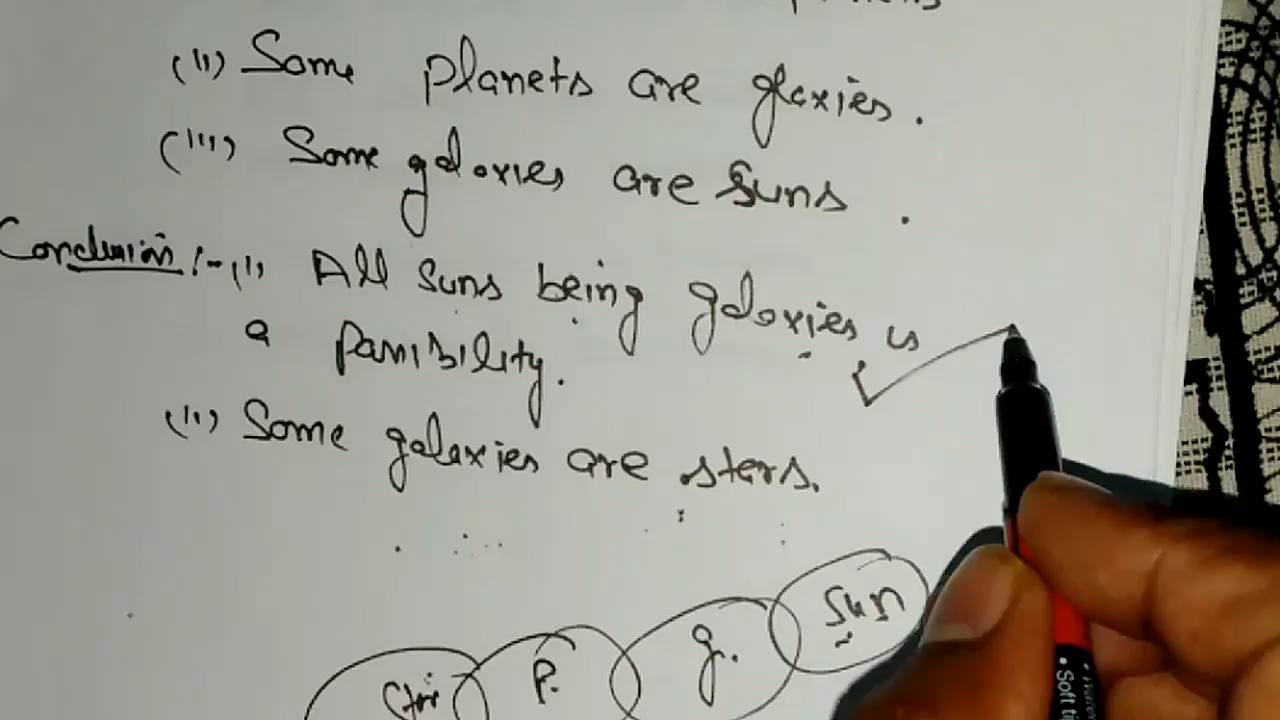 (ii) Some planets are glaxies.
(iii) Some galaxies are Suns.
Conclusion :- (i) All Suns being galaxies is
a Possibility.
(ii) Some galaxies are stars.
Sun
g.
P.